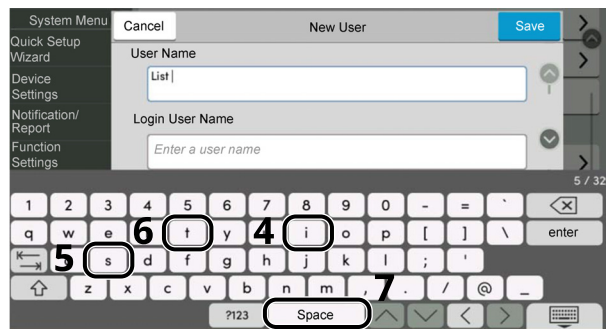 System Menu
Cancel
New User
Save
Quick Setup
Wizard
User Name
Device
Settings
List
Notification/
Report
Login User Name
Function
Settings
Enter a user name
5 / 32
1 2 3 4 5 6 7 8 9 0 - = `
q w e 6 t y 4 i o p [ ] \ enter
5 s d f g h j k l ; '
z x c v b n m , 7 . / @ _
?123 Space